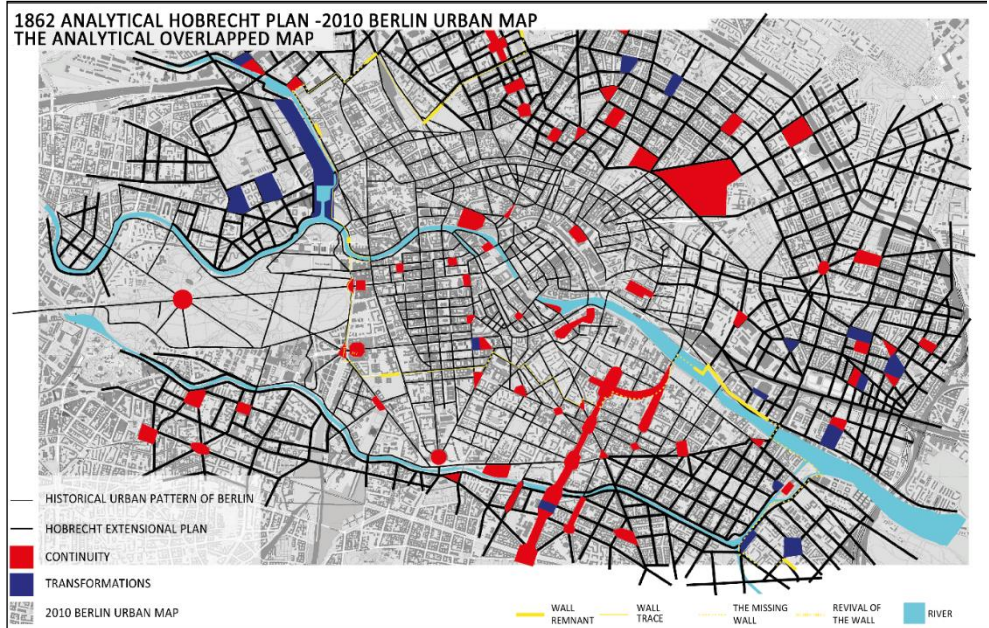 1862 ANALYTICAL HOBRECHT PLAN -2010 BERLIN URBAN MAP
THE ANALYTICAL OVERLAPPED MAP
HISTORICAL URBAN PATTERN OF BERLIN
HOBRECHT EXTENSIONAL PLAN
CONTINUITY
TRANSFORMATIONS
2010 BERLIN URBAN MAP
WALL
REMNANT
WALL
TRACE
THE MISSING
WALL
REVIVAL OF
THE WALL
RIVER